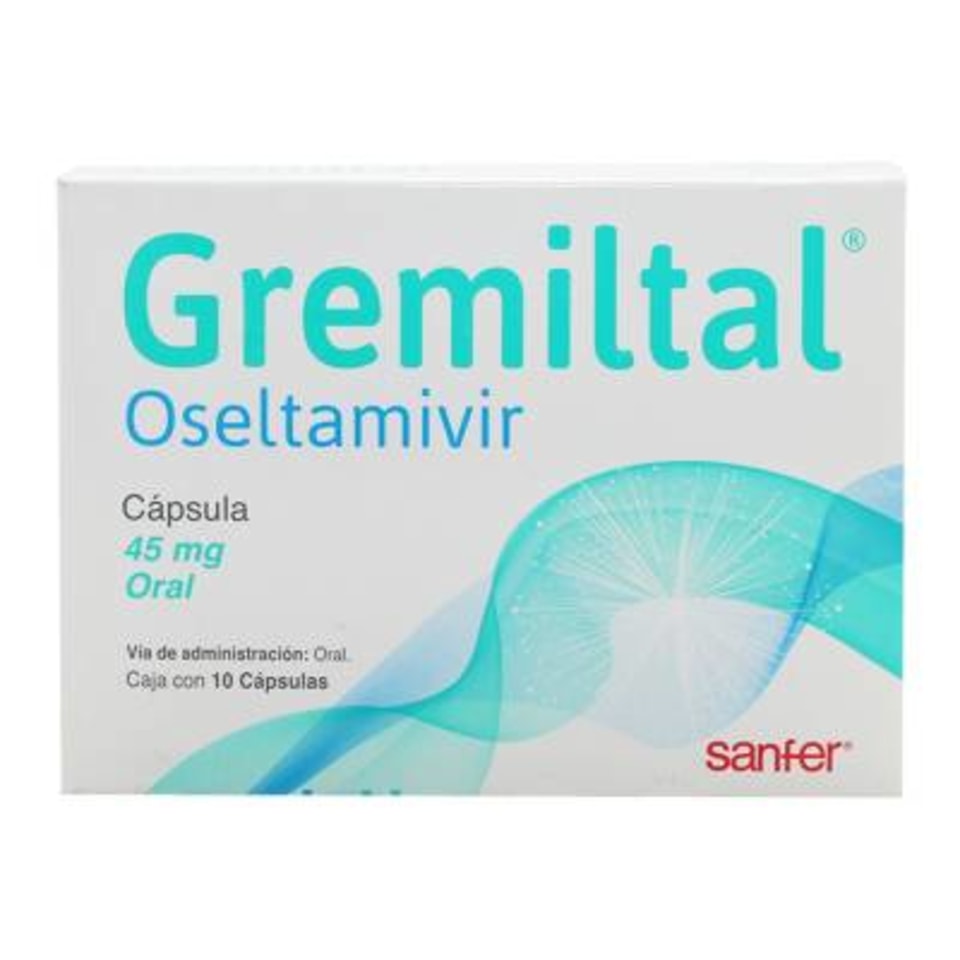 Gremiltal®
Oseltamivir
Cápsula
45 mg
Oral
Vía de administración: Oral.
Caja con 10 Cápsulas
sanfer®